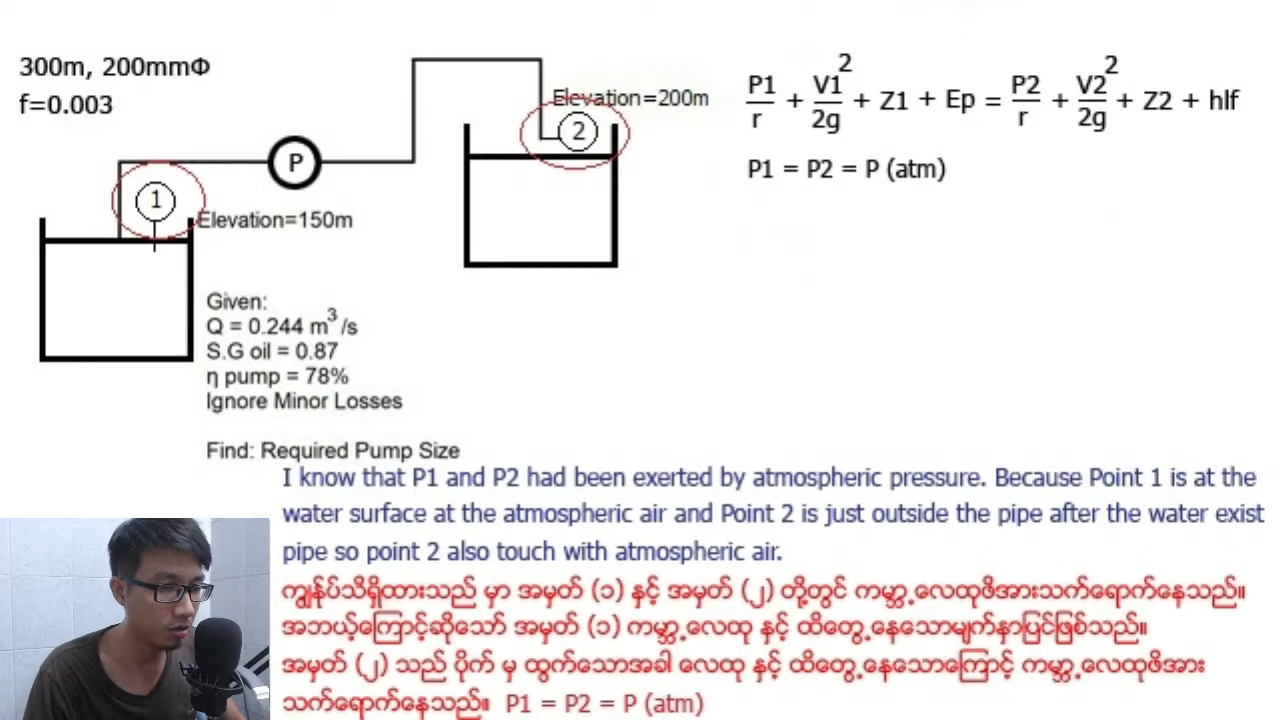 300m, 200mmΦ
f=0.003
P
1
Elevation=150m
2
Elevation=200m
P1/r + V1²/2g + Z1 + Ep = P2/r + V2²/2g + Z2 + hlf
P1 = P2 = P (atm)
Given:
Q = 0.244 m³/s
S.G oil = 0.87
η pump = 78%
Ignore Minor Losses
Find: Required Pump Size
I know that P1 and P2 had been exerted by atmospheric pressure. Because Point 1 is at the
water surface at the atmospheric air and Point 2 is just outside the pipe after the water exist
pipe so point 2 also touch with atmospheric air.
ကျွန်ုပ်သိရှိထားသည် မှာ အမှတ် (၁) နှင့် အမှတ် (၂) တို့တွင် ကမ္ဘာ့လေထုဖိအားသက်ရောက်နေသည်။
အဘယ့်ကြောင့်ဆိုသော် အမှတ် (၁) ကမ္ဘာ့လေထု နှင့် ထိတွေ့နေသောမျက်နှာပြင်ဖြစ်သည်။
အမှတ် (၂) သည် ပိုက် မှ ထွက်သောအခါ လေထု နှင့် ထိတွေ့နေသောကြောင့် ကမ္ဘာ့လေထုဖိအား
သက်ရောက်နေသည်။ P1 = P2 = P (atm)